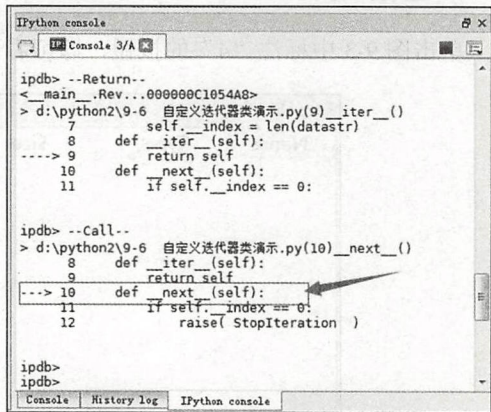 IPython console
IP: Console 3/A
ipdb> --Return--
<__main__.Rev...000000C1054A8>
> d:\python2\9-6 自定义迭代器类演示.py(9)__iter__()
7 self.__index = len(datastr)
8 def __iter__(self):
----> 9 return self
10 def __next__(self):
11 if self.__index == 0:
ipdb> --Call--
> d:\python2\9-6 自定义迭代器类演示.py(10)__next__()
8 def __iter__(self):
9 return self
---> 10 def __next__(self):
11 if self.__index == 0:
12 raise( StopIteration )
ipdb>
ipdb>
Console History log IPython console